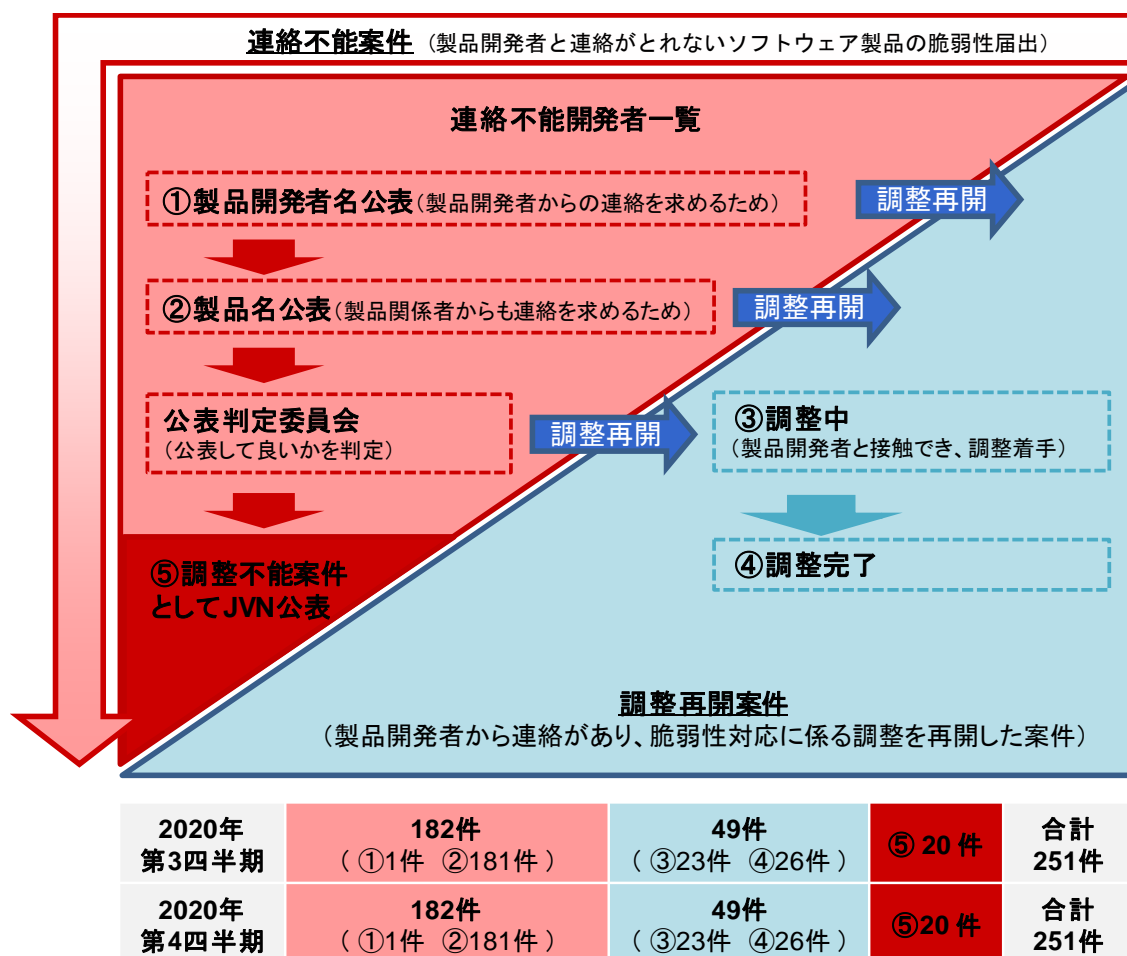 連絡不能案件（製品開発者と連絡がとれないソフトウェア製品の脆弱性届出）
連絡不能開発者一覧
①製品開発者名公表（製品開発者からの連絡を求めるため）
調整再開
②製品名公表（製品関係者からも連絡を求めるため）
調整再開
公表判定委員会
（公表して良いかを判定）
調整再開
③調整中
（製品開発者と接触でき、調整着手）
④調整完了
⑤調整不能案件
としてJVN公表
調整再開案件
（製品開発者から連絡があり、脆弱性対応に係る調整を再開した案件）
2020年
第3四半期
182件
（ ①1件 ②181件 ）
49件
（ ③23件 ④26件 ）
⑤ 20 件
合計
251件
2020年
第4四半期
182件
（ ①1件 ②181件 ）
49件
（ ③23件 ④26件 ）
⑤20 件
合計
251件